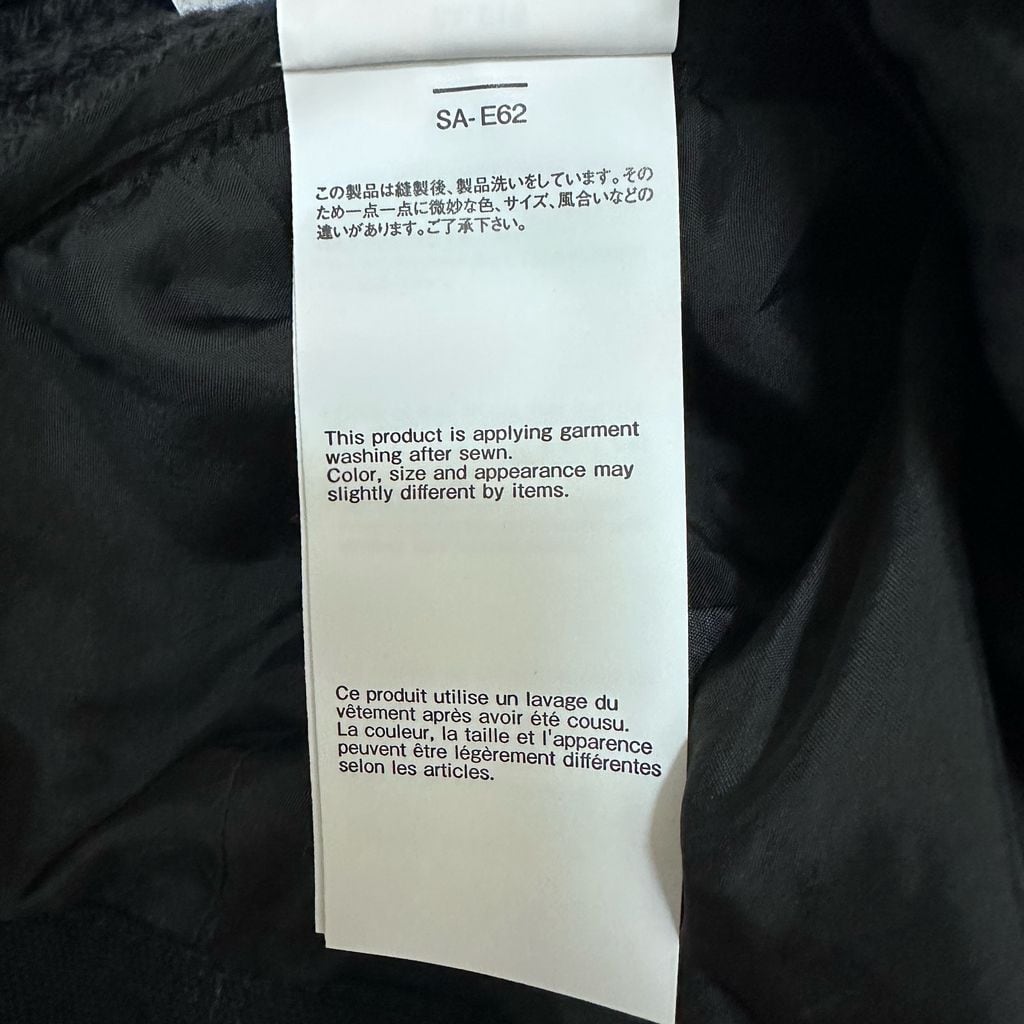 SA-E62
この製品は縫製後、製品洗いをしています。その
ため一点一点に微妙な色、サイズ、風合いなどの
違いがあります。ご了承下さい。
This product is applying garment
washing after sewn.
Color, size and appearance may
slightly different by items.
Ce produit utilise un lavage du
vêtement après avoir été cousu.
La couleur, la taille et l'apparence
peuvent être légèrement différentes
selon les articles.